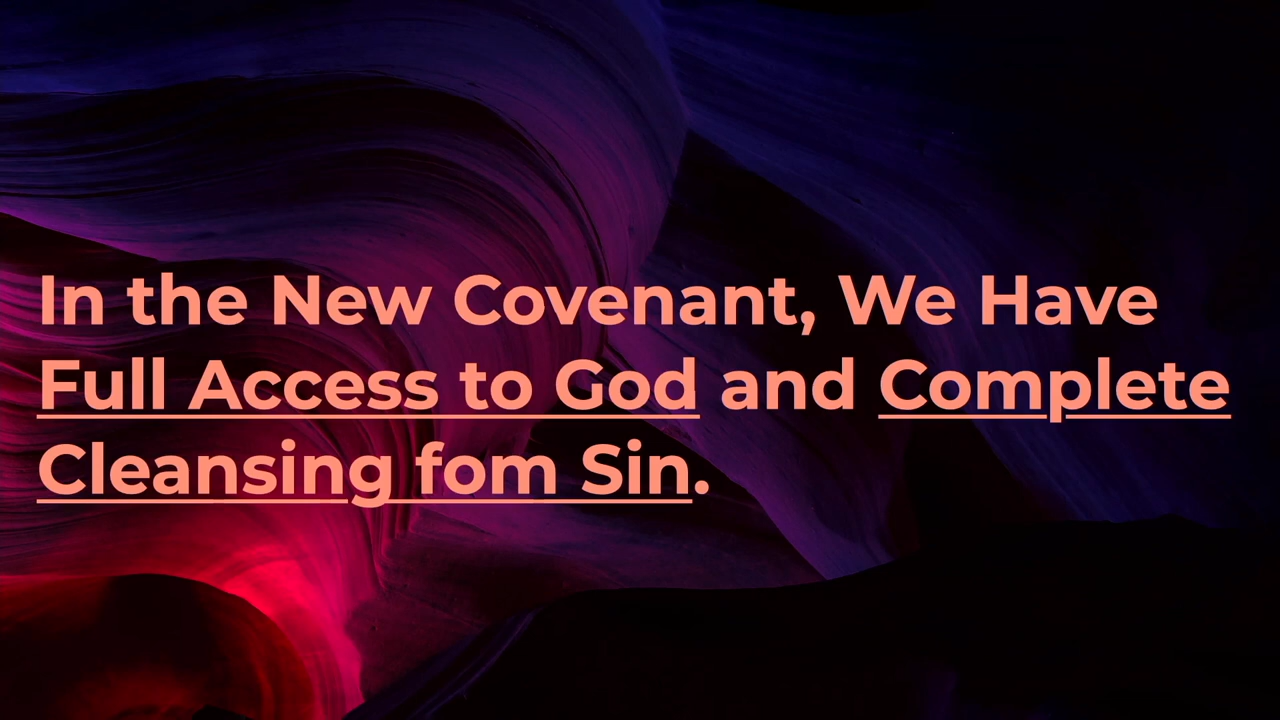 In the New Covenant, We Have
Full Access to God and Complete
Cleansing fom Sin.